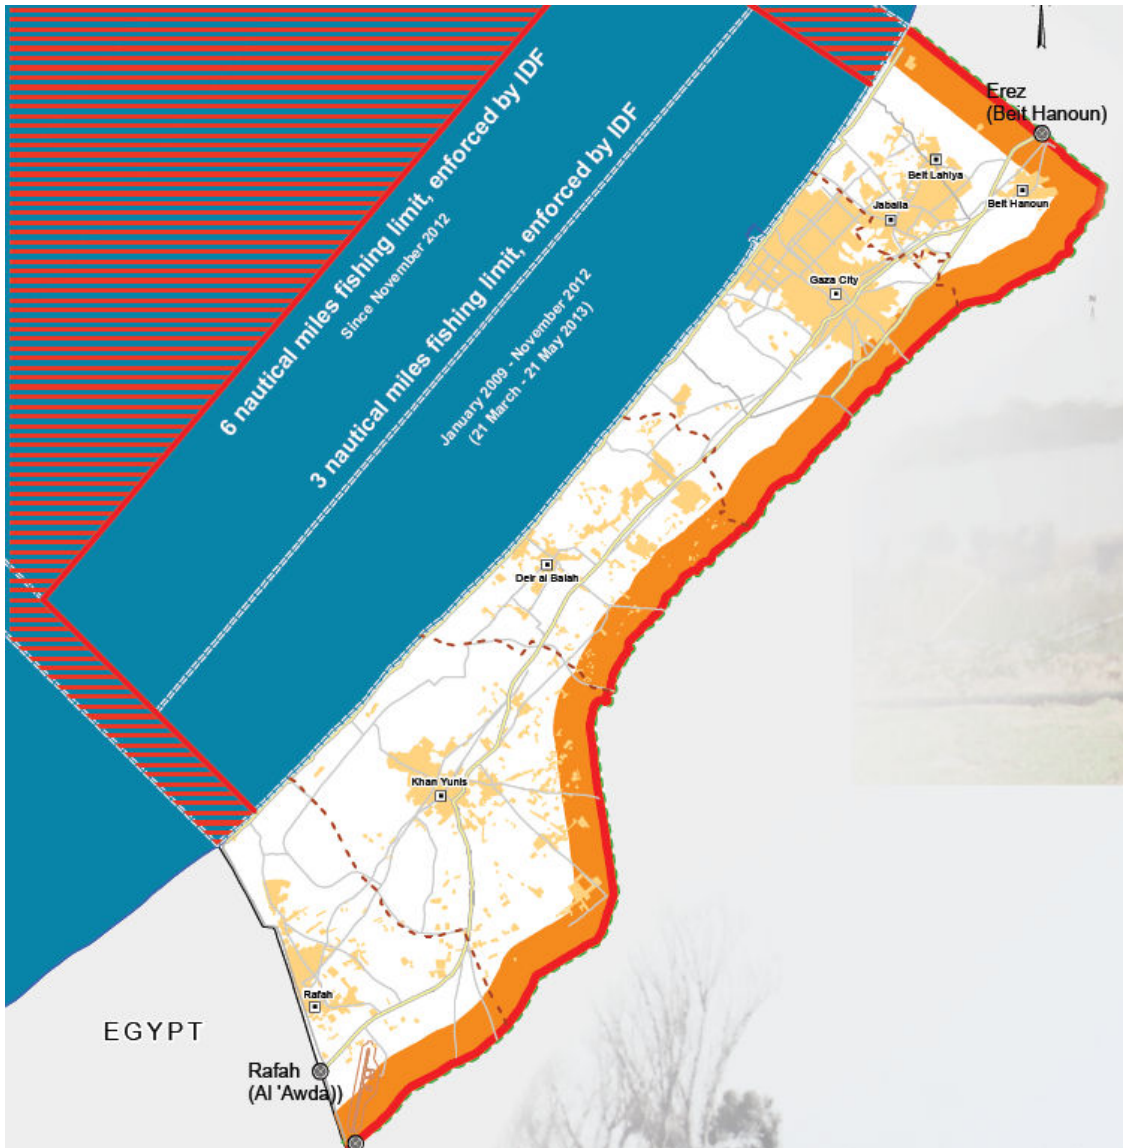 Erez
(Beit Hanoun)
Beit Lahiya
Beit Hanoun
Jabalia
Gaza City
N
6 nautical miles fishing limit, enforced by IDF
Since November 2012
3 nautical miles fishing limit, enforced by IDF
January 2009 - November 2012
(21 March - 21 May 2013)
Deir al Balah
Khan Yunis
Rafah
EGYPT
Rafah
(Al 'Awda))